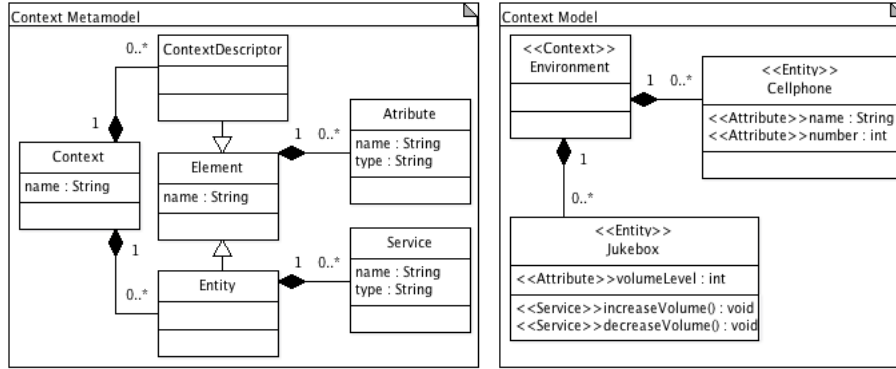 Context Metamodel
ContextDescriptor
0..*
1
Context
name : String
1
0..*
Element
name : String
1 0..*
Atribute
name : String
type : String
Entity
1 0..*
Service
name : String
type : String
Context Model
<<Context>>
Environment
1 0..*
<<Entity>>
Cellphone
<<Attribute>>name : String
<<Attribute>>number : int
1
0..*
<<Entity>>
Jukebox
<<Attribute>>volumeLevel : int
<<Service>>increaseVolume() : void
<<Service>>decreaseVolume() : void